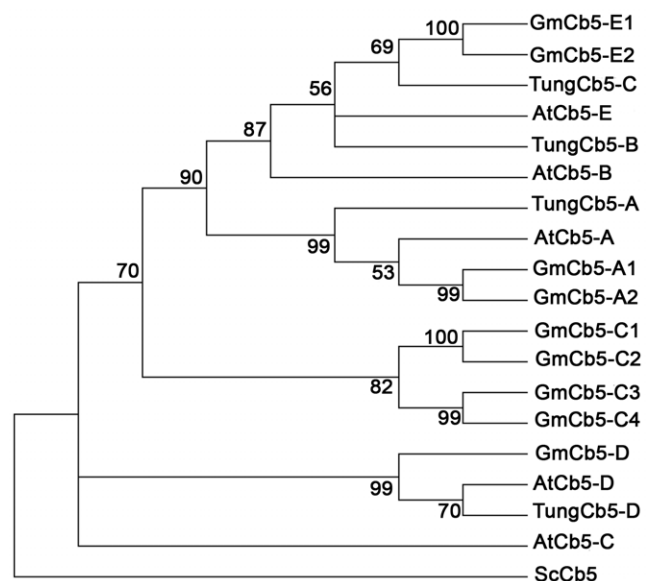 GmCb5-E1
100
GmCb5-E2
69
TungCb5-C
56
AtCb5-E
87
TungCb5-B
90
AtCb5-B
TungCb5-A
99
AtCb5-A
53
GmCb5-A1
99
GmCb5-A2
70
GmCb5-C1
100
GmCb5-C2
82
GmCb5-C3
99
GmCb5-C4
GmCb5-D
99
AtCb5-D
70
TungCb5-D
AtCb5-C
ScCb5